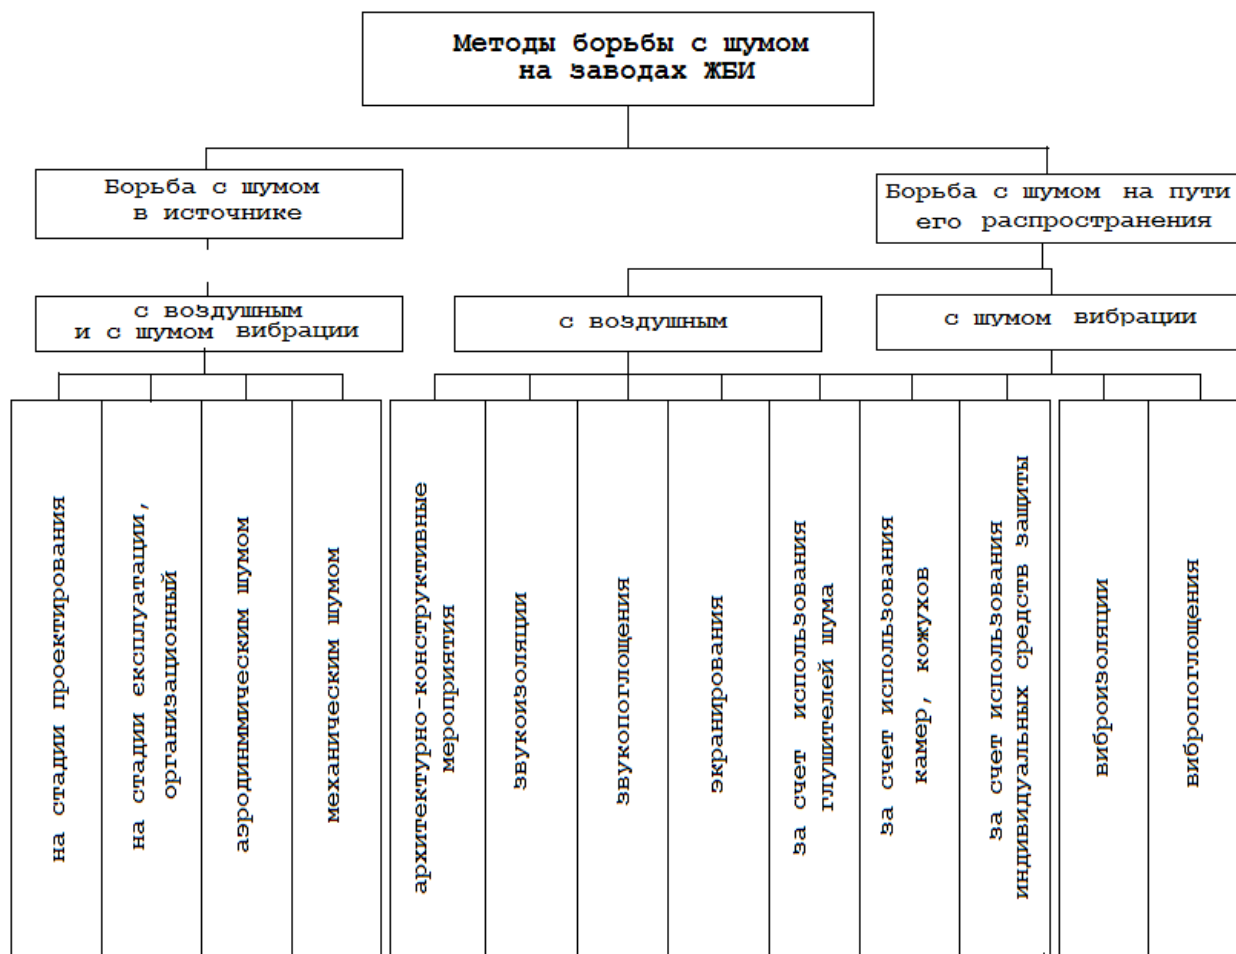 Методы борьбы с шумом
на заводах ЖБИ
Борьба с шумом
в источнике
Борьба с шумом на пути
его распространения
с воздушным
и с шумом вибрации
с воздушным
с шумом вибрации
на стадии проектирования
на стадии експлуатации,
организационный
аэродинммическим шумом
механическим шумом
архитектурно-конструктивные
мероприятия
звукоизоляции
звукопоглощения
экранирования
за счет использования
глушителей шума
за счет использования
камер, кожухов
за счет использования
индивидуальных средств защиты
виброизоляции
вибропоглощения